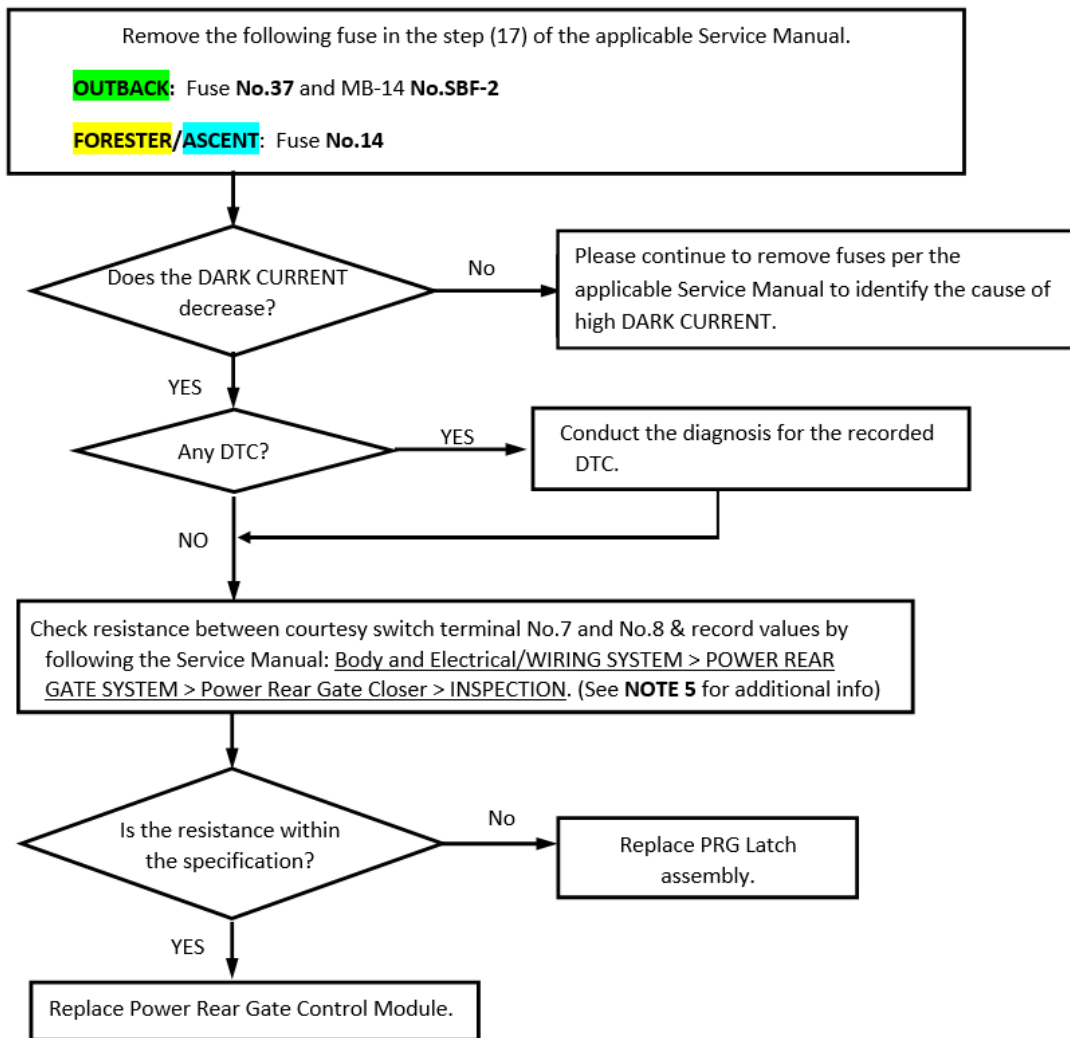 Remove the following fuse in the step (17) of the applicable Service Manual.
OUTBACK: Fuse No.37 and MB-14 No.SBF-2
FORESTER/ASCENT: Fuse No.14
Does the DARK CURRENT
decrease?
No
Please continue to remove fuses per the
applicable Service Manual to identify the cause of
high DARK CURRENT.
YES
Any DTC?
YES
Conduct the diagnosis for the recorded
DTC.
NO
Check resistance between courtesy switch terminal No.7 and No.8 & record values by
following the Service Manual: Body and Electrical/WIRING SYSTEM > POWER REAR
GATE SYSTEM > Power Rear Gate Closer > INSPECTION. (See NOTE 5 for additional info)
Is the resistance within
the specification?
No
Replace PRG Latch
assembly.
YES
Replace Power Rear Gate Control Module.